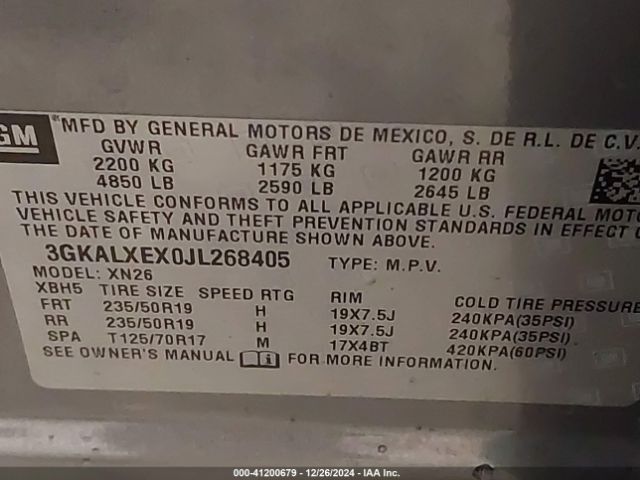 GM
MFD BY GENERAL MOTORS DE MEXICO, S. DE R.L. DE C.V.
GVWR GAWR FRT GAWR RR
2200 KG 1175 KG 1200 KG
4850 LB 2590 LB 2645 LB
THIS VEHICLE CONFORMS TO ALL APPLICABLE U.S. FEDERAL MOTO
VEHICLE SAFETY AND THEFT PREVENTION STANDARDS IN EFFECT ON
THE DATE OF MANUFACTURE SHOWN ABOVE.
3GKALXEX0JL268405 TYPE: M.P.V.
MODEL: XN26
XBH5 TIRE SIZE SPEED RTG RIM COLD TIRE PRESSURE
FRT 235/50R19 H 19X7.5J 240KPA(35PSI)
RR 235/50R19 H 19X7.5J 240KPA(35PSI)
SPA T125/70R17 M 17X4BT 420KPA(60PSI)
SEE OWNER'S MANUAL FOR MORE INFORMATION.
000-41200679 - 12/26/2024 - IAA Inc.